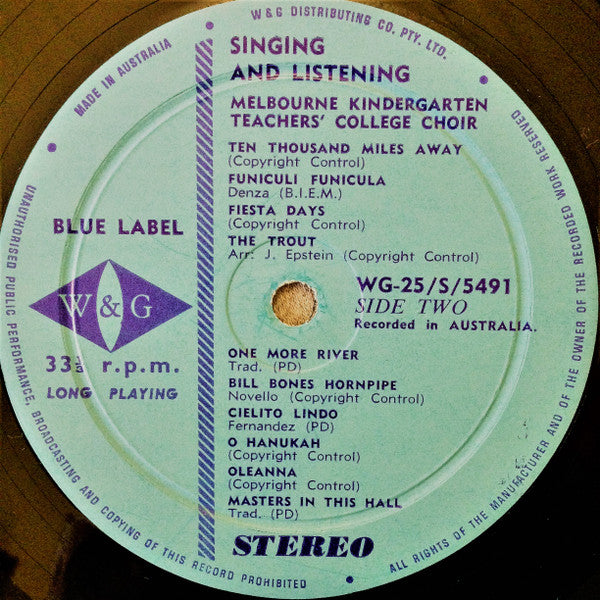 W & G DISTRIBUTING CO. PTY. LTD.
MADE IN AUSTRALIA
SINGING
AND LISTENING
MELBOURNE KINDERGARTEN
TEACHERS' COLLEGE CHOIR
TEN THOUSAND MILES AWAY
(Copyright Control)
FUNICULI FUNICULA
Denza (B.I.E.M.)
FIESTA DAYS
(Copyright Control)
THE TROUT
Arr: J. Epstein (Copyright Control)
BLUE LABEL
W & G
33⅓ r.p.m.
LONG PLAYING
WG-25/S/5491
SIDE TWO
Recorded in AUSTRALIA.
ONE MORE RIVER
Trad. (PD)
BILL BONES HORNPIPE
Novello (Copyright Control)
CIELITO LINDO
Fernandez (PD)
O HANUKAH
(Copyright Control)
OLEANNA
(Copyright Control)
MASTERS IN THIS HALL
Trad. (PD)
STEREO
ALL RIGHTS OF THE MANUFACTURER AND OF THE OWNER OF THE RECORDED WORK RESERVED
UNAUTHORISED PUBLIC PERFORMANCE, BROADCASTING AND COPYING OF THIS RECORD PROHIBITED